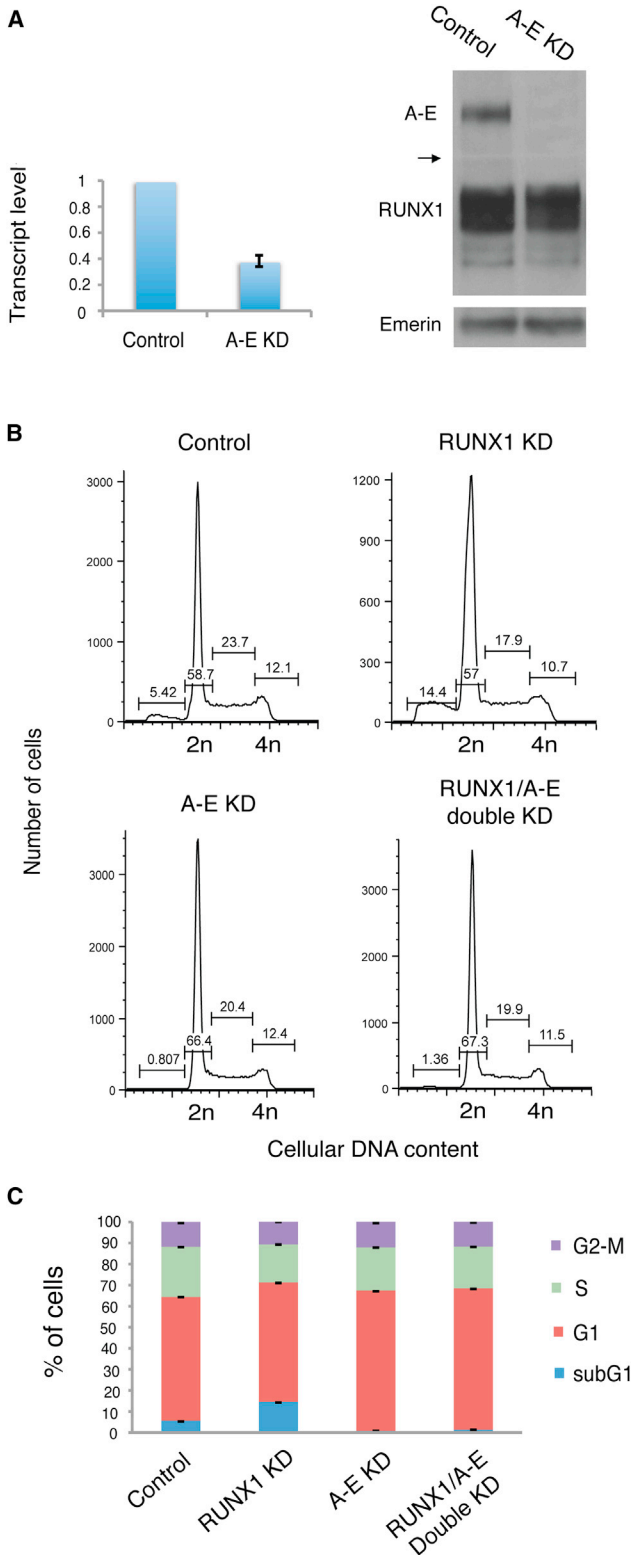 A
Transcript level
1
0.8
0.6
0.4
0.2
0
Control
A-E KD
Control
A-E KD
A-E
RUNX1
Emerin
B
Number of cells
Control
3000
2000
1000
0
5.42
58.7
23.7
12.1
2n
4n
RUNX1 KD
1200
900
600
300
0
14.4
57
17.9
10.7
2n
4n
A-E KD
3000
2000
1000
0
0.807
66.4
20.4
12.4
2n
4n
RUNX1/A-E
double KD
3000
2000
1000
0
1.36
67.3
19.9
11.5
2n
4n
Cellular DNA content
C
% of cells
100
90
80
70
60
50
40
30
20
10
0
Control
RUNX1 KD
A-E KD
RUNX1/A-E
Double KD
G2-M
S
G1
subG1